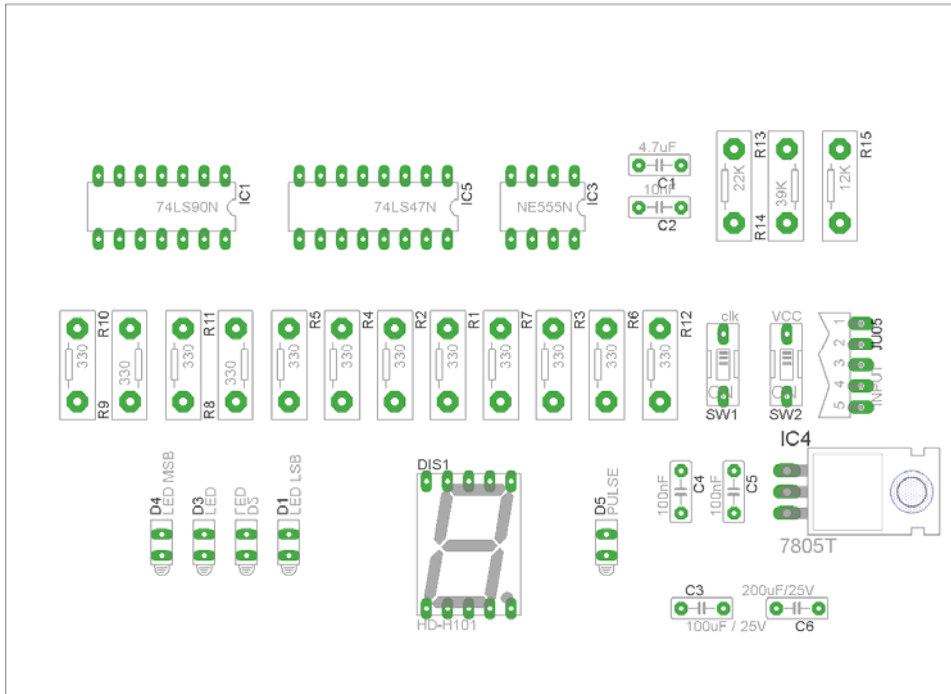 4.7uF
C1
10nF
C2
R13
22K
R14
39K
R15
12K
74LS90N
IC1
74LS47N
IC5
NE555N
IC3
R10
330
R9
330
R11
330
R8
330
R5
330
R4
330
R2
330
R1
330
R7
330
R3
330
R6
330
R12
330
clk
ON
SW1
VCC
ON
SW2
1
2
3
4
5
JU05
INPUT
IC4
7805T
D4
LED MSB
D3
LED
LED
D2
D1
LED LSB
DIS1
HD-H101
D5
PULSE
100nF
C4
100nF
C5
C3
100uF / 25V
200uF/25V
C6